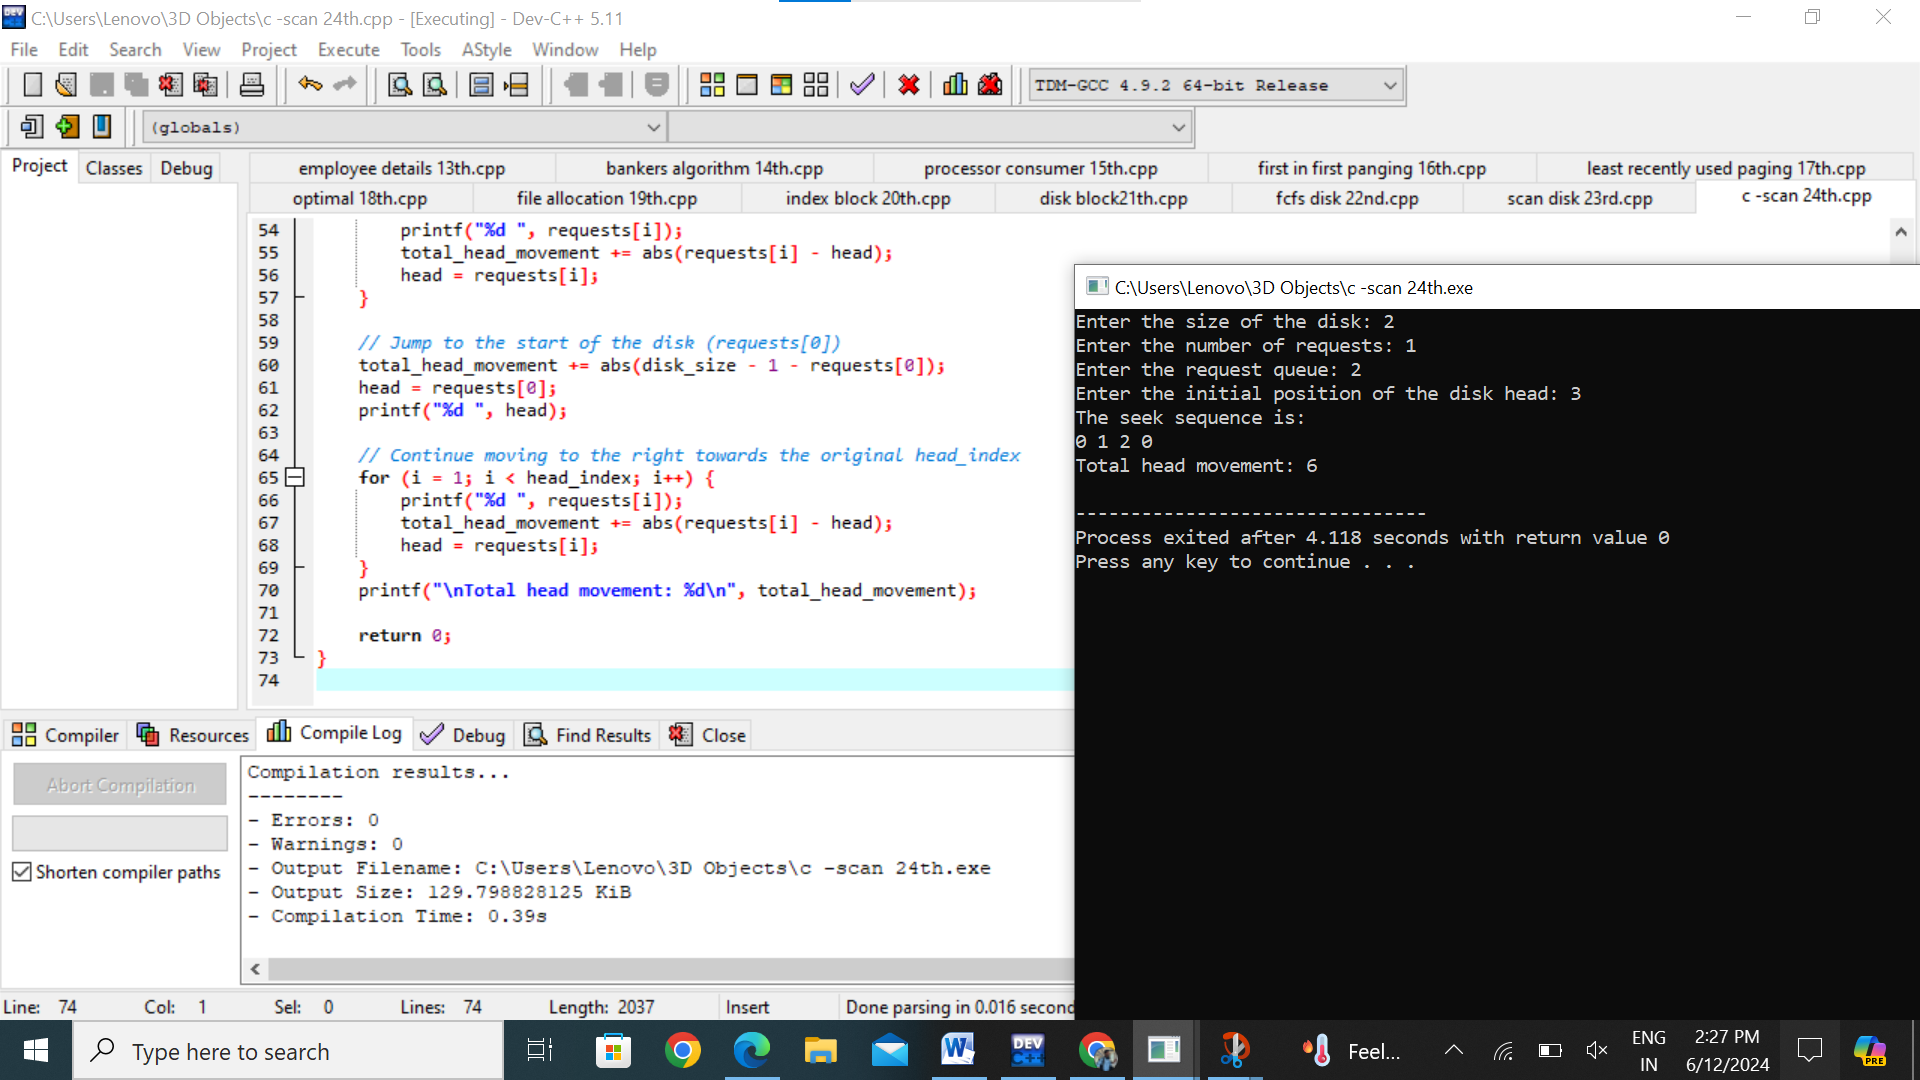 C:\Users\Lenovo\3D Objects\c -scan 24th.cpp - [Executing] - Dev-C++ 5.11
File Edit Search View Project Execute Tools AStyle Window Help
TDM-GCC 4.9.2 64-bit Release
(globals)
Project Classes Debug
employee details 13th.cpp bankers algorithm 14th.cpp processor consumer 15th.cpp first in first panging 16th.cpp least recently used paging 17th.cpp
optimal 18th.cpp file allocation 19th.cpp index block 20th.cpp disk block21th.cpp fcfs disk 22nd.cpp scan disk 23rd.cpp c -scan 24th.cpp
54 printf("%d ", requests[i]);
55 total_head_movement += abs(requests[i] - head);
56 head = requests[i];
57 }
58
59 // Jump to the start of the disk (requests[0])
60 total_head_movement += abs(disk_size - 1 - requests[0]);
61 head = requests[0];
62 printf("%d ", head);
63
64 // Continue moving to the right towards the original head_index
65 for (i = 1; i < head_index; i++) {
66 printf("%d ", requests[i]);
67 total_head_movement += abs(requests[i] - head);
68 head = requests[i];
69 }
70 printf("\nTotal head movement: %d\n", total_head_movement);
71
72 return 0;
73 }
74
C:\Users\Lenovo\3D Objects\c -scan 24th.exe
Enter the size of the disk: 2
Enter the number of requests: 1
Enter the request queue: 2
Enter the initial position of the disk head: 3
The seek sequence is:
0 1 2 0
Total head movement: 6
--------------------------------
Process exited after 4.118 seconds with return value 0
Press any key to continue . . .
Compiler Resources Compile Log Debug Find Results Close
Abort Compilation
Shorten compiler paths
Compilation results...
--------
- Errors: 0
- Warnings: 0
- Output Filename: C:\Users\Lenovo\3D Objects\c -scan 24th.exe
- Output Size: 129.798828125 KiB
- Compilation Time: 0.39s
Line: 74 Col: 1 Sel: 0 Lines: 74 Length: 2037 Insert Done parsing in 0.016 second
Type here to search
DEV C++
Feel...
ENG
IN
2:27 PM
6/12/2024
PRE